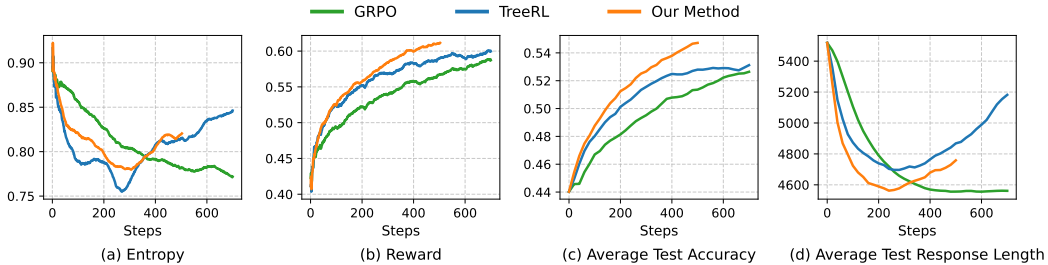 GRPO TreeRL Our Method
0.90
0.85
0.80
0.75
0 200 400 600
Steps
(a) Entropy
0.60
0.55
0.50
0.45
0.40
0 200 400 600
Steps
(b) Reward
0.54
0.52
0.50
0.48
0.46
0.44
0 200 400 600
Steps
(c) Average Test Accuracy
5400
5200
5000
4800
4600
0 200 400 600
Steps
(d) Average Test Response Length